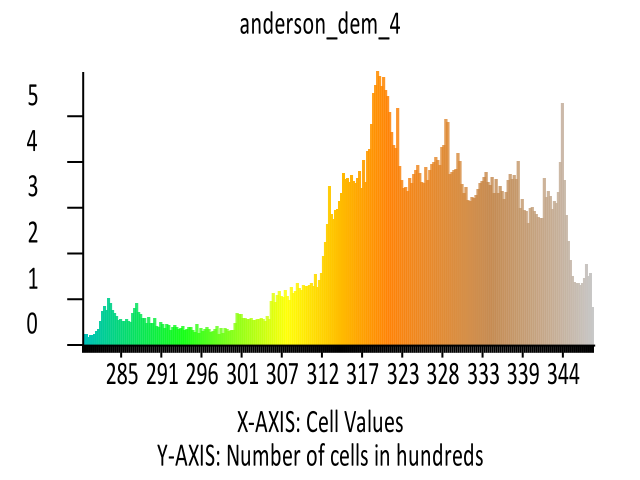 anderson_dem_4
5
4
3
2
1
0
285 291 296 301 307 312 317 323 328 333 339 344
X-AXIS: Cell Values
Y-AXIS: Number of cells in hundreds